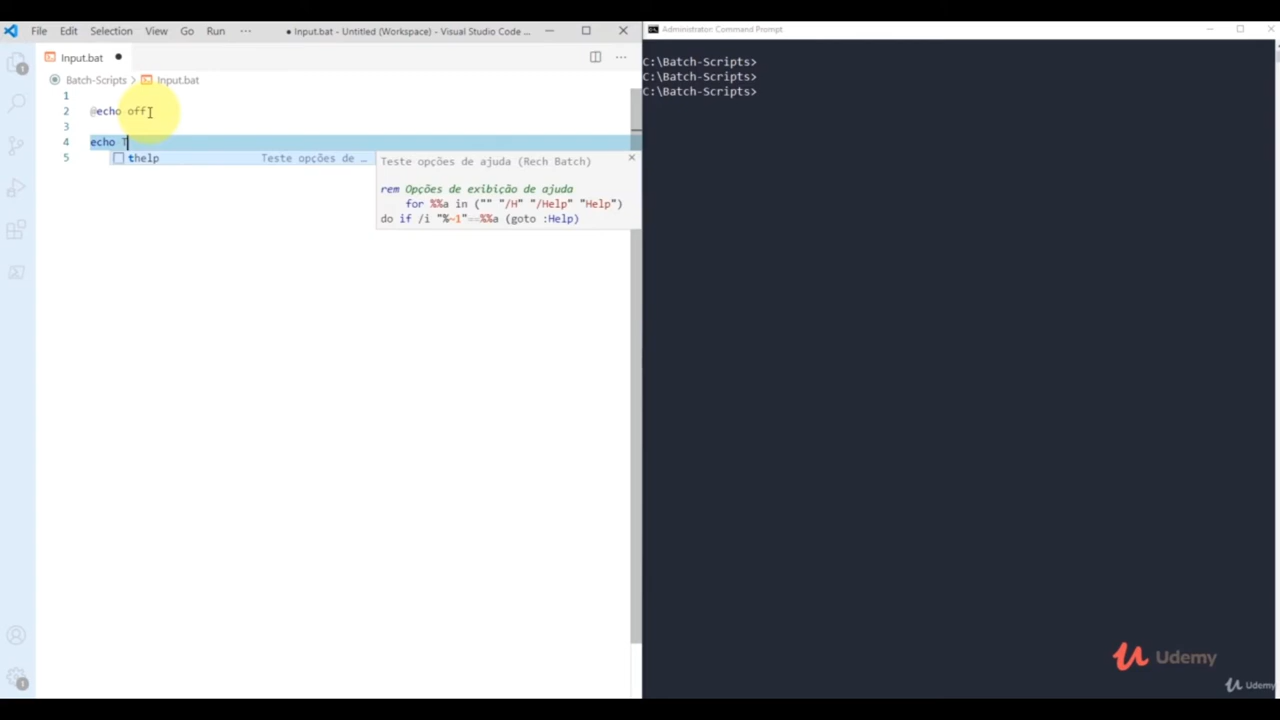 File Edit Selection View Go Run ···
● Input.bat - Untitled (Workspace) - Visual Studio Code ...
Input.bat ●
Batch-Scripts > Input.bat
1
2 @echo off
3
4 echo T
5
thelp Teste opções de ...
Teste opções de ajuda (Rech Batch)
rem Opções de exibição de ajuda
for %%a in ("" "/H" "/Help" "Help")
do if /i "%~1"==%%a (goto :Help)
1
1
Administrator: Command Prompt
C:\Batch-Scripts>
C:\Batch-Scripts>
C:\Batch-Scripts>
Udemy
Udemy